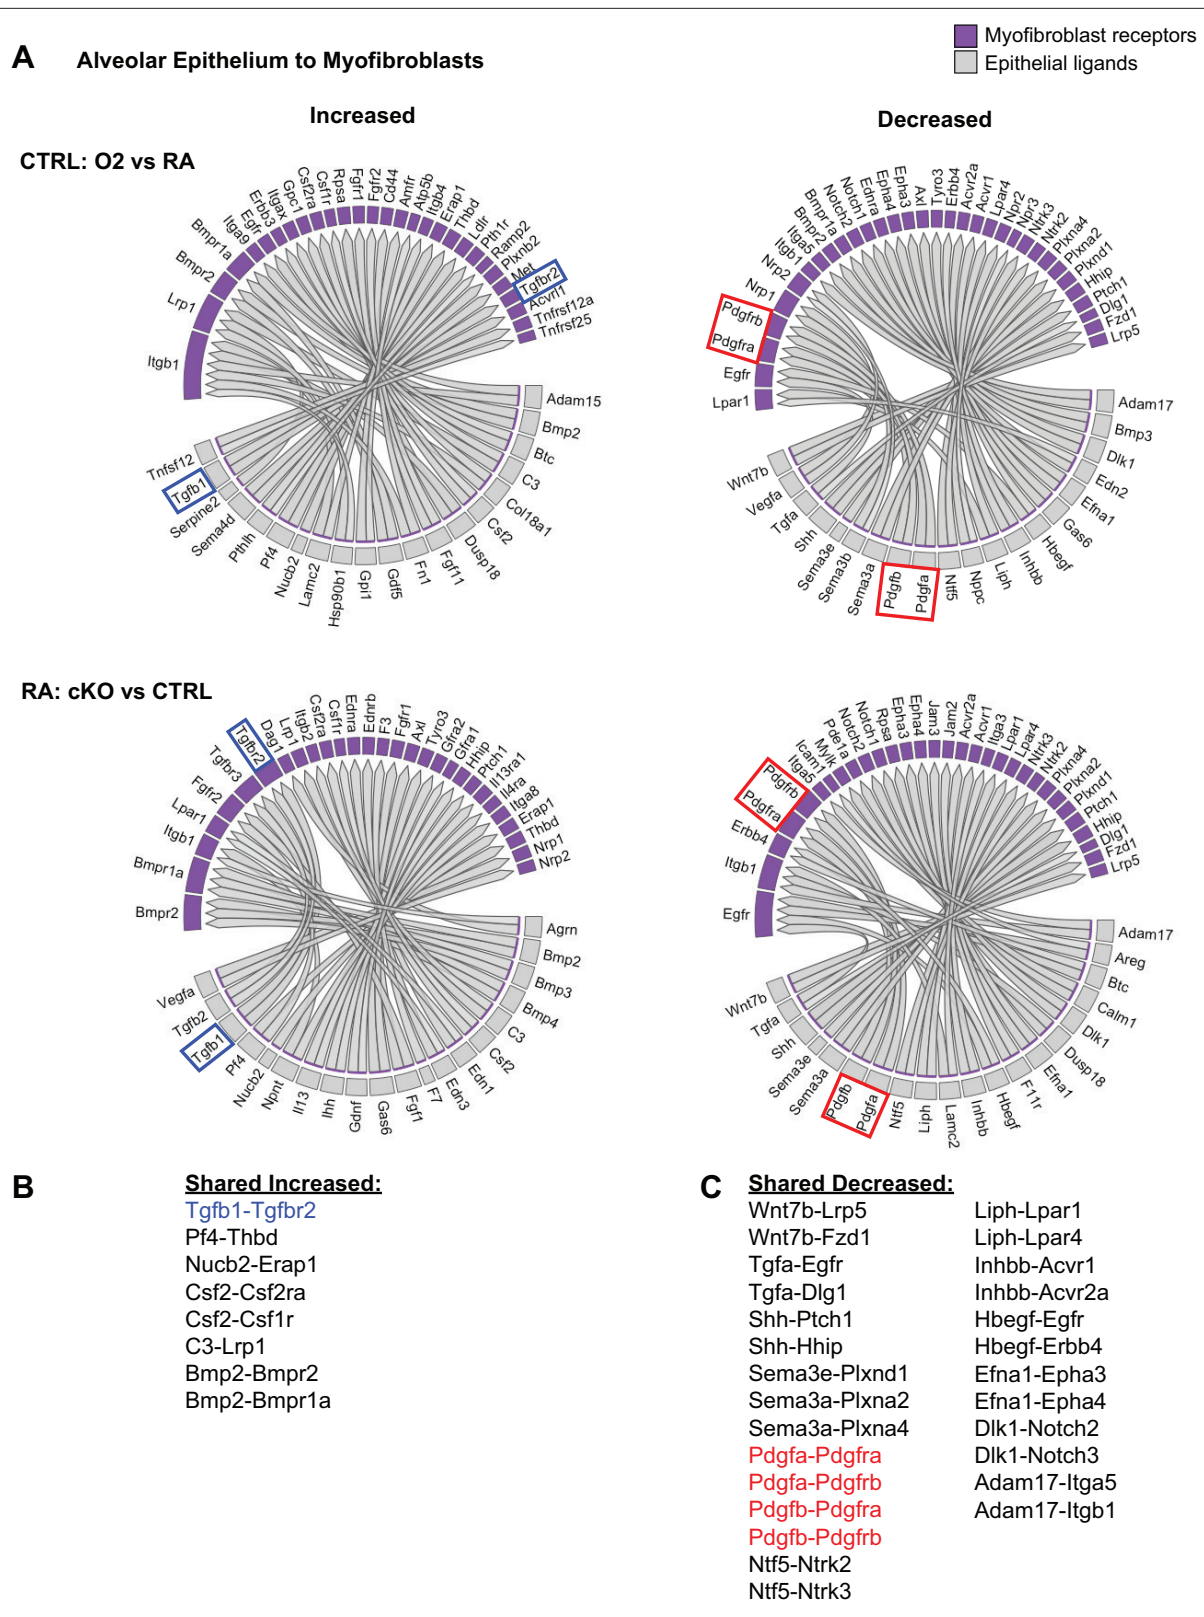 A Alveolar Epithelium to Myofibroblasts
Myofibroblast receptors
Epithelial ligands
Increased
Decreased
CTRL: O2 vs RA
Itgb1
Lrp1
Bmpr2
Bmpr1a
Itga9
Egfr
Erbb3
Itgax
Gpc1
Csf2ra
Csf1r
Rpsa
Fgfr1
Fgfr2
Cd44
Amfr
Atp5b
Itgb4
Erap1
Thbd
Ldlr
Pth1r
Ramp2
Plxnb2
Met
Tgfbr2
Acvrl1
Tnfrsf12a
Tnfrsf25
Adam15
Bmp2
Btc
C3
Col18a1
Csf2
Dusp18
Fgf11
Fn1
Gdf5
Gpi1
Hsp90b1
Lamc2
Nucb2
Pf4
Pthlh
Sema4d
Serpine2
Tgfb1
Tnfsf12
Lpar1
Egfr
Pdgfra
Pdgfrb
Nrp1
Nrp2
Itgb1
Itga5
Bmpr2
Bmpr1a
Notch2
Notch1
Ednra
Epha4
Epha3
Axl
Tyro3
Erbb4
Acvr2a
Acvr1
Lpar4
Npr2
Npr3
Ntrk3
Ntrk2
Plxna4
Plxna2
Plxnd1
Hhip
Ptch1
Dlg1
Fzd1
Lrp5
Adam17
Bmp3
Dlk1
Edn2
Efna1
Gas6
Hbegf
Inhbb
Liph
Nppc
Ntf5
Pdgfa
Pdgfb
Sema3a
Sema3b
Sema3e
Shh
Tgfa
Vegfa
Wnt7b
RA: cKO vs CTRL
Bmpr2
Bmpr1a
Itgb1
Lpar1
Fgfr2
Tgfbr3
Tgfbr2
Dag1
Lrp1
Itgb2
Csf2ra
Csf1r
Ednra
Ednrb
F3
Fgfr1
Axl
Tyro3
Gfra2
Gfra1
Hhip
Ptch1
Il13ra1
Il4ra
Itga8
Erap1
Thbd
Nrp1
Nrp2
Agrn
Bmp2
Bmp3
Bmp4
C3
Csf2
Edn1
Edn3
F7
Fgf1
Gas6
Gdnf
Ihh
Il13
Npnt
Nucb2
Pf4
Tgfb1
Tgfb2
Vegfa
Egfr
Itgb1
Erbb4
Pdgfra
Pdgfrb
Itga5
Icam1
Mylk
Pde1a
Notch2
Notch1
Rpsa
Epha3
Epha4
Jam3
Jam2
Acvr2a
Acvr1
Itga3
Lpar1
Lpar4
Ntrk3
Ntrk2
Plxna4
Plxna2
Plxnd1
Ptch1
Hhip
Dlg1
Fzd1
Lrp5
Adam17
Areg
Btc
Calm1
Dlk1
Dusp18
Efna1
F11r
Hbegf
Inhbb
Lamc2
Liph
Ntf5
Pdgfa
Pdgfb
Sema3a
Sema3e
Shh
Tgfa
Wnt7b
B Shared Increased:
Tgfb1-Tgfbr2
Pf4-Thbd
Nucb2-Erap1
Csf2-Csf2ra
Csf2-Csf1r
C3-Lrp1
Bmp2-Bmpr2
Bmp2-Bmpr1a
C Shared Decreased:
Wnt7b-Lrp5
Wnt7b-Fzd1
Tgfa-Egfr
Tgfa-Dlg1
Shh-Ptch1
Shh-Hhip
Sema3e-Plxnd1
Sema3a-Plxna2
Sema3a-Plxna4
Pdgfa-Pdgfra
Pdgfa-Pdgfrb
Pdgfb-Pdgfra
Pdgfb-Pdgfrb
Ntf5-Ntrk2
Ntf5-Ntrk3
Liph-Lpar1
Liph-Lpar4
Inhbb-Acvr1
Inhbb-Acvr2a
Hbegf-Egfr
Hbegf-Erbb4
Efna1-Epha3
Efna1-Epha4
Dlk1-Notch2
Dlk1-Notch3
Adam17-Itga5
Adam17-Itgb1